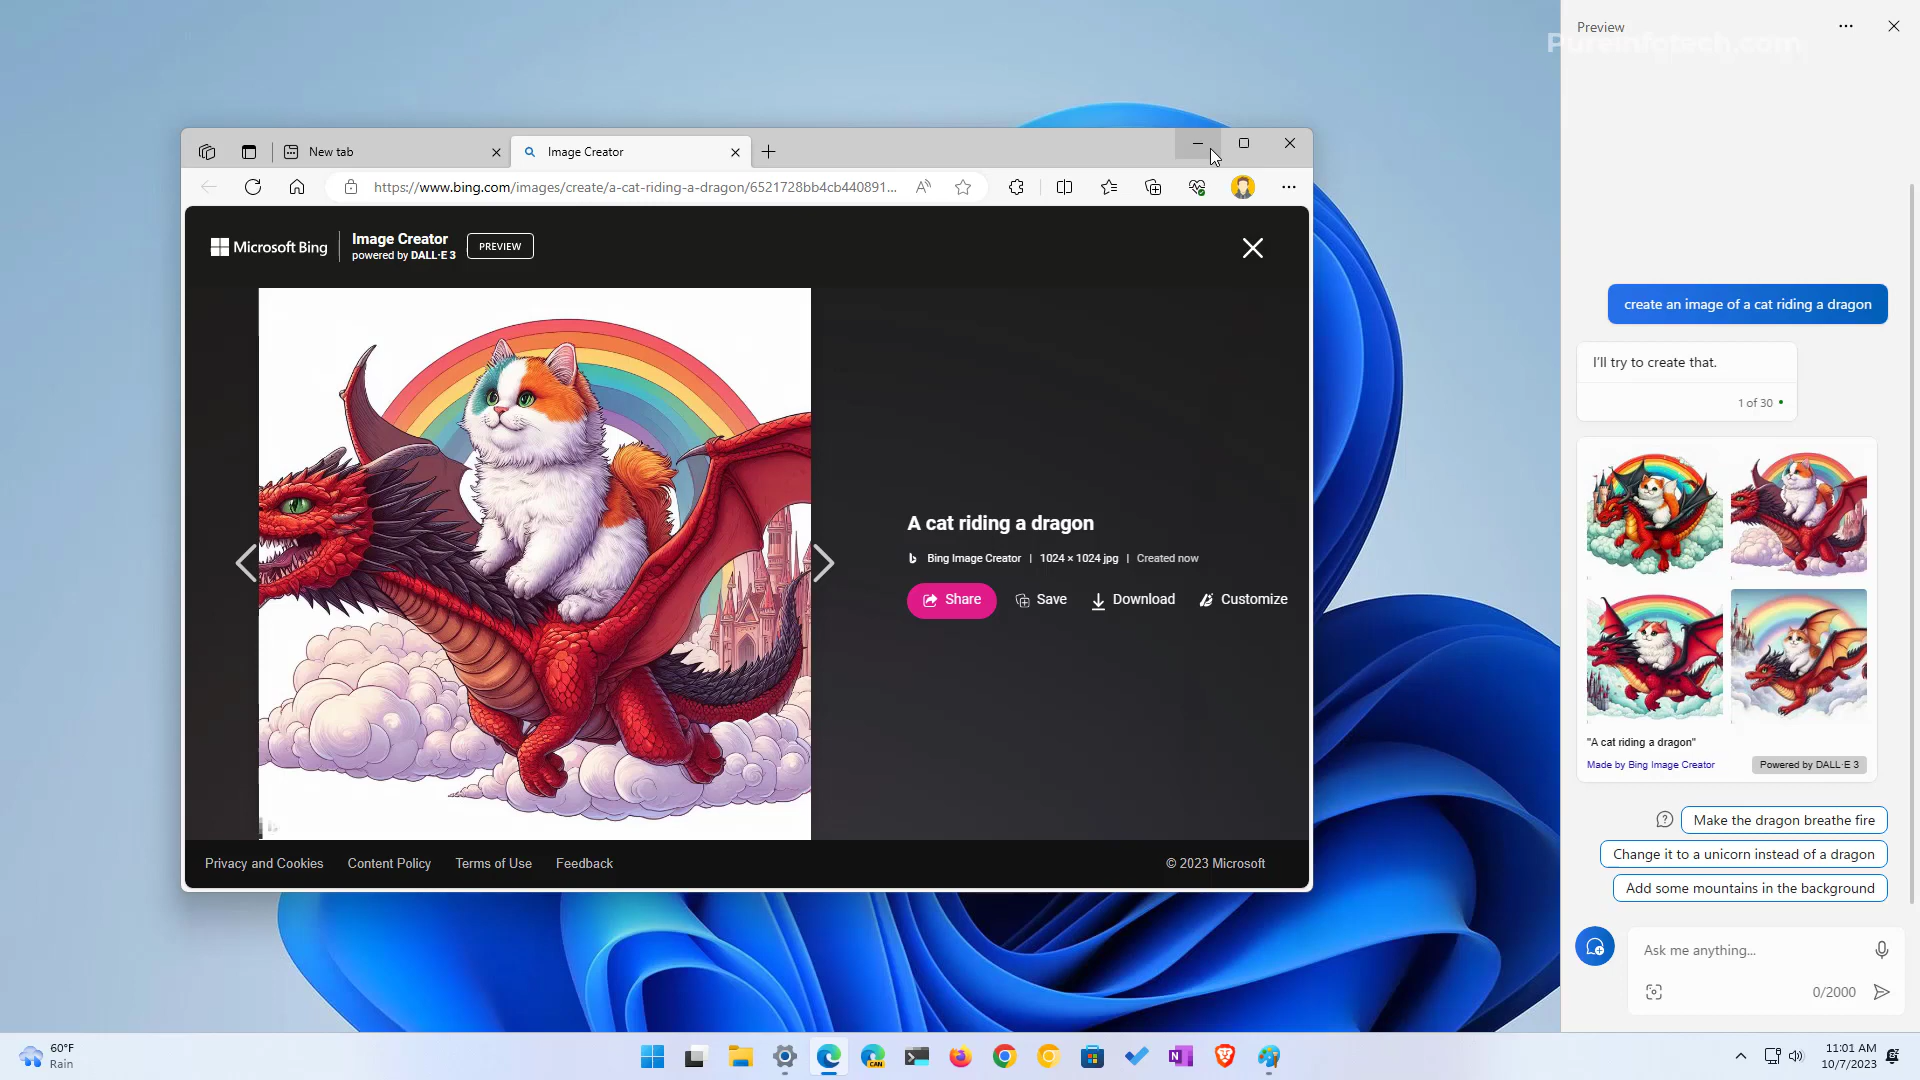 Preview
Pureinfotech.com
New tab
Image Creator
https://www.bing.com/images/create/a-cat-riding-a-dragon/6521728bb4cb440891...
Microsoft Bing
Image Creator
powered by DALL·E 3
PREVIEW
A cat riding a dragon
Bing Image Creator | 1024 × 1024 jpg | Created now
Share
Save
Download
Customize
Privacy and Cookies
Content Policy
Terms of Use
Feedback
© 2023 Microsoft
create an image of a cat riding a dragon
I'll try to create that.
1 of 30
"A cat riding a dragon"
Made by Bing Image Creator
Powered by DALL·E 3
Make the dragon breathe fire
Change it to a unicorn instead of a dragon
Add some mountains in the background
Ask me anything...
0/2000
60°F
Rain
CAN
11:01 AM
10/7/2023